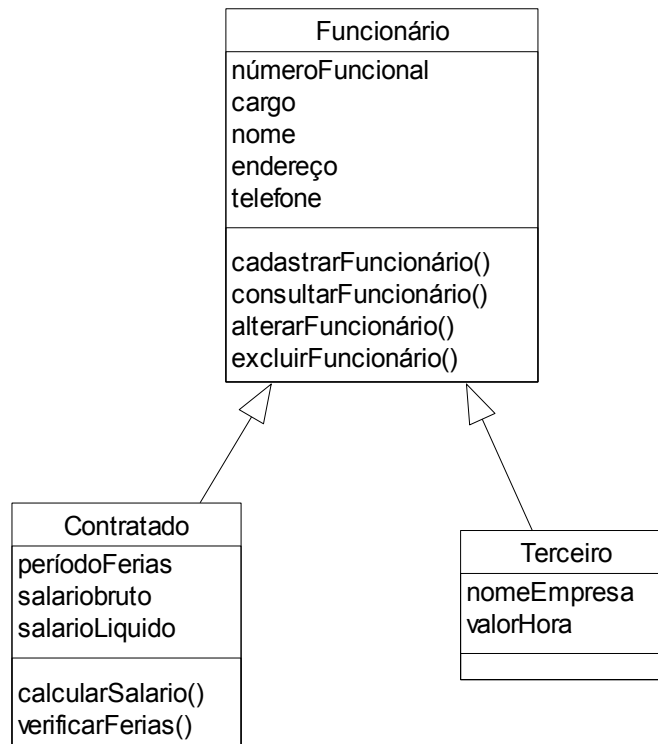 Funcionário
númeroFuncional
cargo
nome
endereço
telefone
cadastrarFuncionário()
consultarFuncionário()
alterarFuncionário()
excluirFuncionário()
Contratado
períodoFerias
salariobruto
salarioLiquido
calcularSalario()
verificarFerias()
Terceiro
nomeEmpresa
valorHora